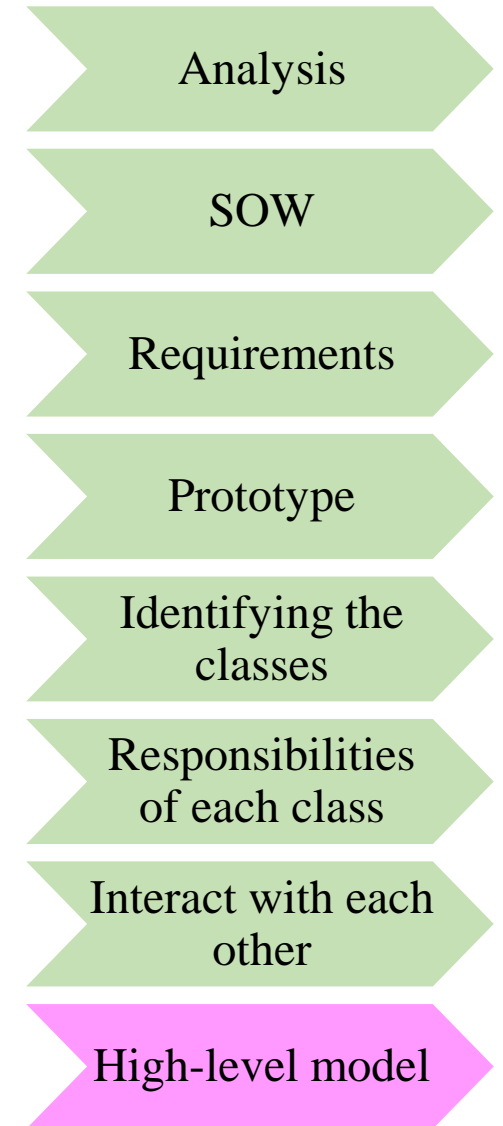 Analysis
SOW
Requirements
Prototype
Identifying the
classes
Responsibilities
of each class
Interact with each
other
High-level model